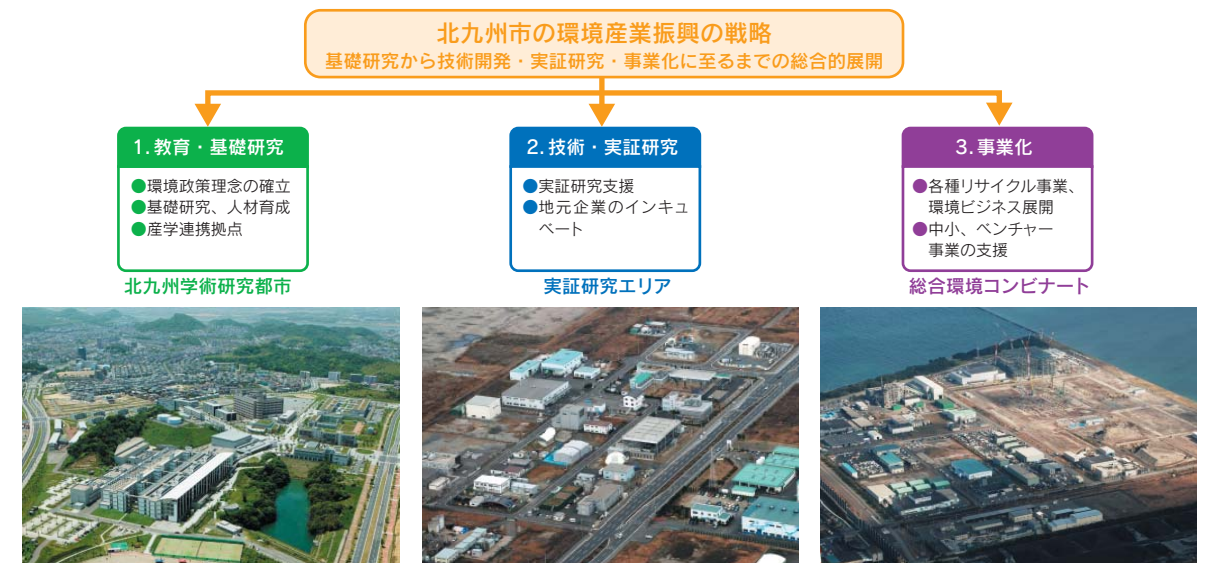 北九州市の環境産業振興の戦略
基礎研究から技術開発・実証研究・事業化に至るまでの総合的展開
1.教育・基礎研究
●環境政策理念の確立
●基礎研究、人材育成
●産学連携拠点
北九州学術研究都市
2.技術・実証研究
●実証研究支援
●地元企業のインキュ
ベート
実証研究エリア
3.事業化
●各種リサイクル事業、
環境ビジネス展開
●中小、ベンチャー
事業の支援
総合環境コンビナート